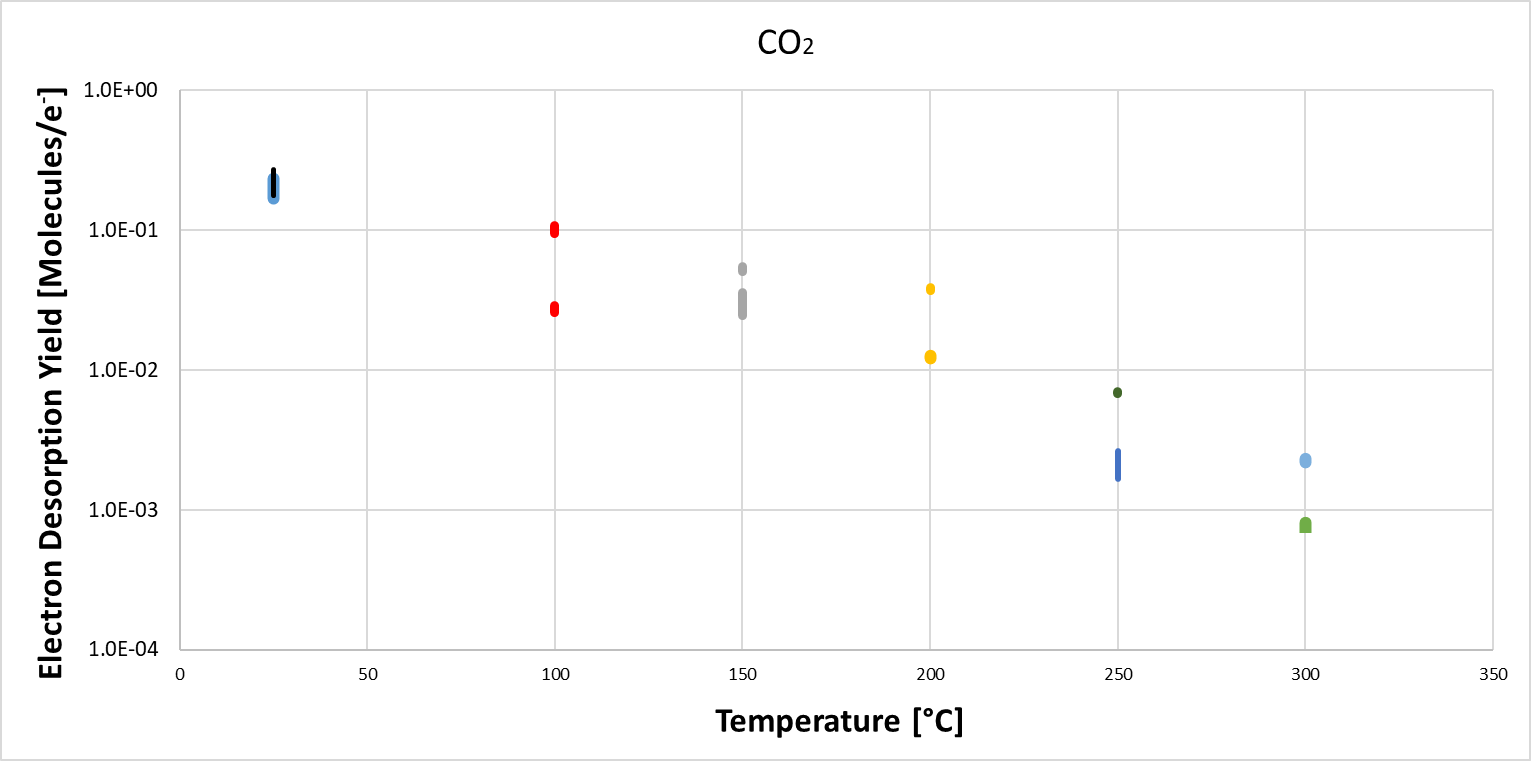 CO₂
Electron Desorption Yield [Molecules/e⁻]
1.0E+00
1.0E-01
1.0E-02
1.0E-03
1.0E-04
0 50 100 150 200 250 300 350
Temperature [°C]